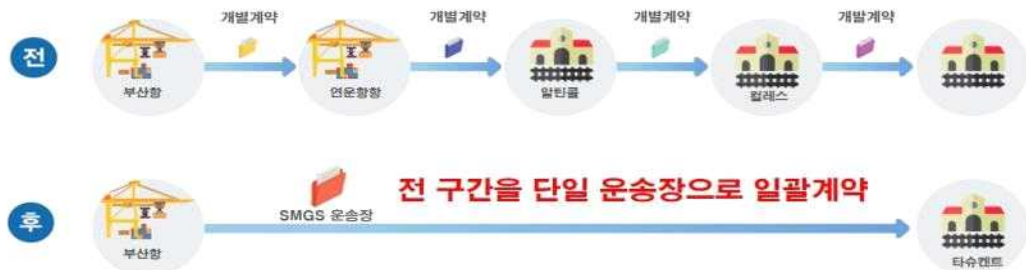 개별계약 개별계약 개별계약 개발계약
전
부산항 연운항항 알틴콜 컬레스
전 구간을 단일 운송장으로 일괄계약
SMGS 운송장
후
부산항 타슈켄트